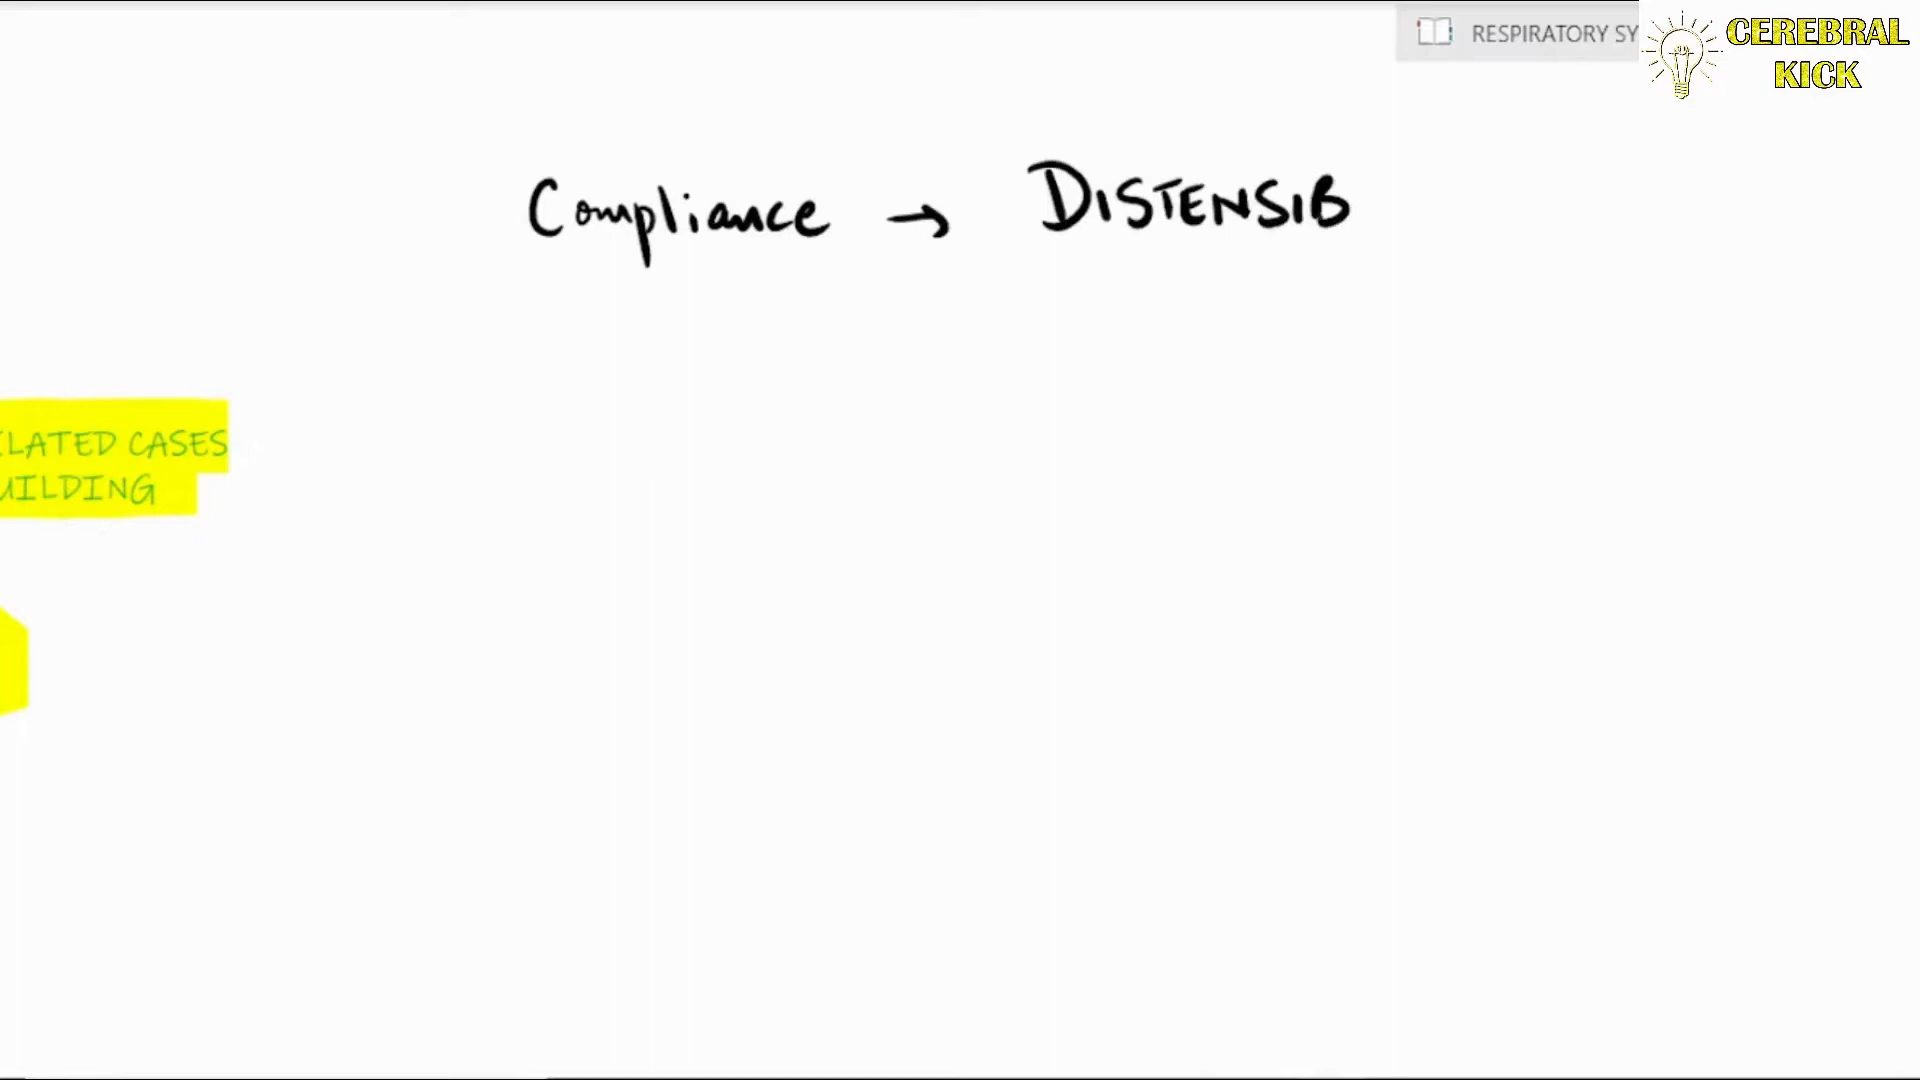 RESPIRATORY SY
CEREBRAL
KICK
Compliance → DISTENSIB
LATED CASES
UILDING